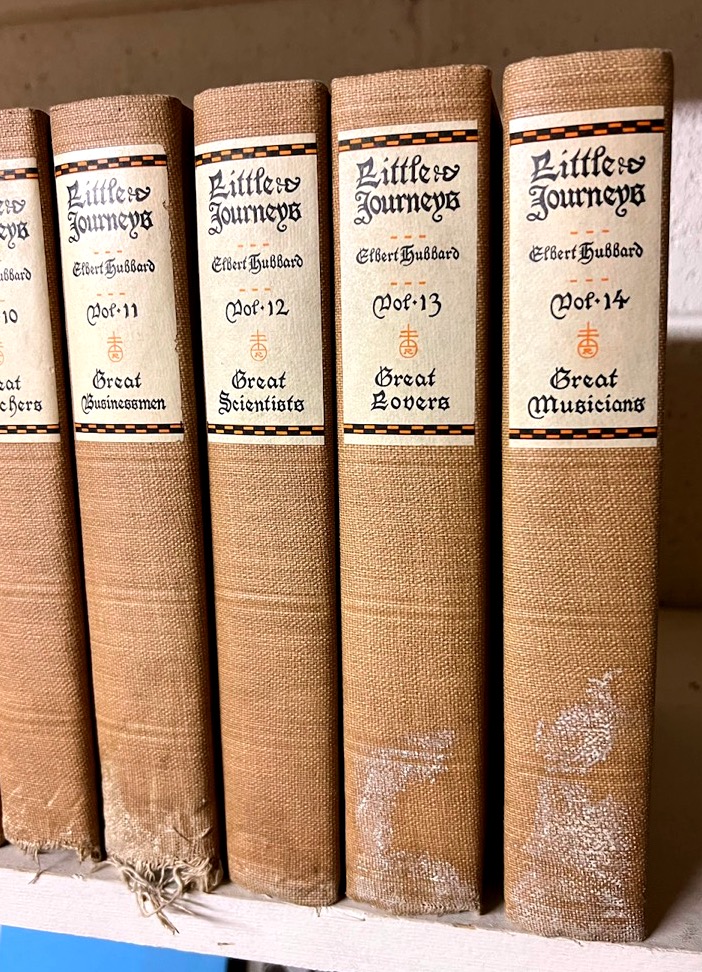 10
Little
Journeys
Elbert Hubbard
Vol·11
Great
Businessmen
Little
Journeys
Elbert Hubbard
Vol·12
Great
Scientists
Little
Journeys
Elbert Hubbard
Vol·13
Great
Lovers
Little
Journeys
Elbert Hubbard
Vol·14
Great
Musicians